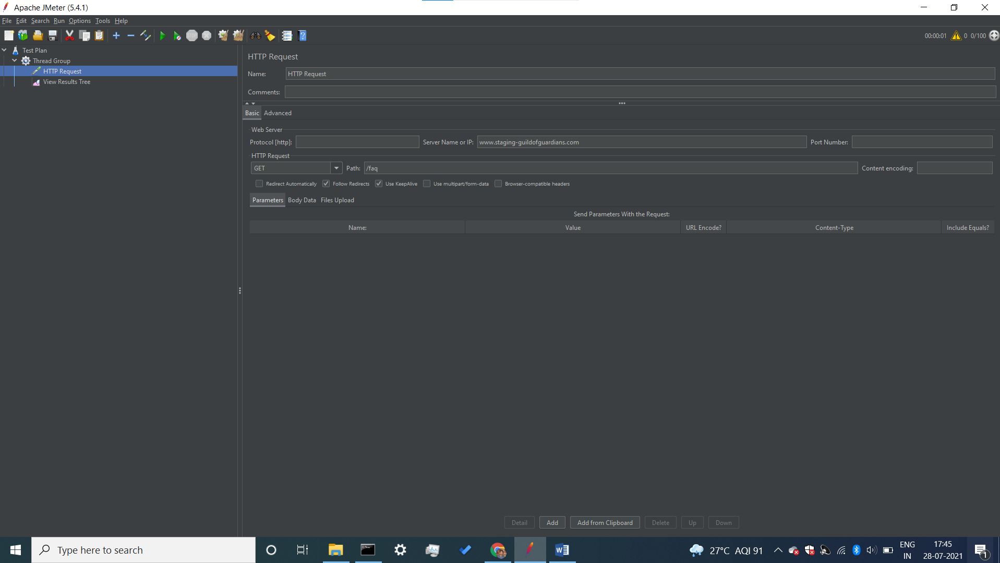 Apache JMeter (5.4.1)
File Edit Search Run Options Tools Help
00:00:01 0 0/100
Test Plan
Thread Group
HTTP Request
View Results Tree
HTTP Request
Name: HTTP Request
Comments:
Basic Advanced
Web Server
Protocol [http]: Server Name or IP: www.staging-guildofguardians.com Port Number:
HTTP Request
GET Path: /faq Content encoding:
Redirect Automatically Follow Redirects Use KeepAlive Use multipart/form-data Browser-compatible headers
Parameters Body Data Files Upload
Send Parameters With the Request:
Name: Value URL Encode? Content-Type Include Equals?
Detail Add Add from Clipboard Delete Up Down
Type here to search
27°C AQI 91
ENG
IN
17:45
28-07-2021
1